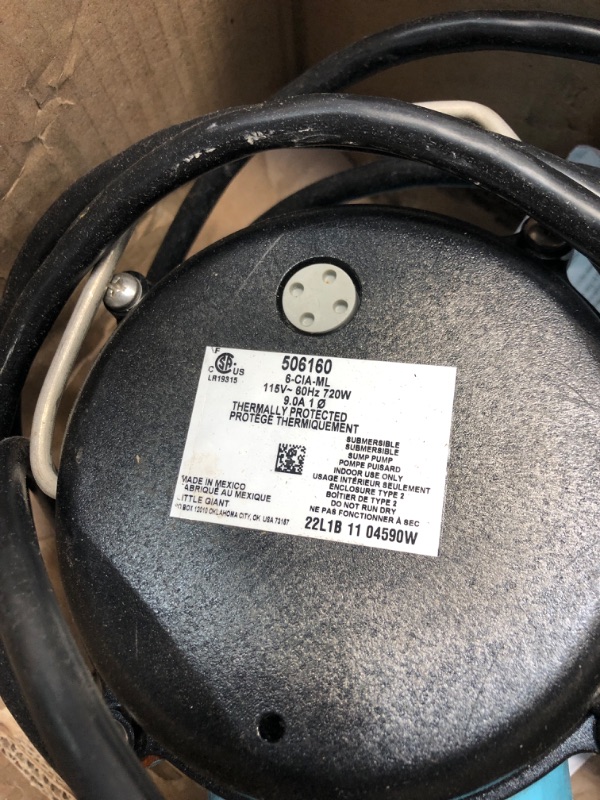 F
C SA US
LR19315
506160
6-CIA-ML
115V~ 60Hz 720W
9.0A 1 Ø
THERMALLY PROTECTED
PROTÉGÉ THERMIQUEMENT
SUBMERSIBLE
SUBMERSIBLE
SUMP PUMP
POMPE PUISARD
INDOOR USE ONLY
USAGE INTÉRIEUR SEULEMENT
ENCLOSURE TYPE 2
BOÎTIER DE TYPE 2
DO NOT RUN DRY
NE PAS FONCTIONNER À SEC
MADE IN MEXICO
FABRIQUÉ AU MEXIQUE
LITTLE GIANT
BOX 12010 OKLAHOMA CITY, OK. USA 73157
22L1B 11 04590W